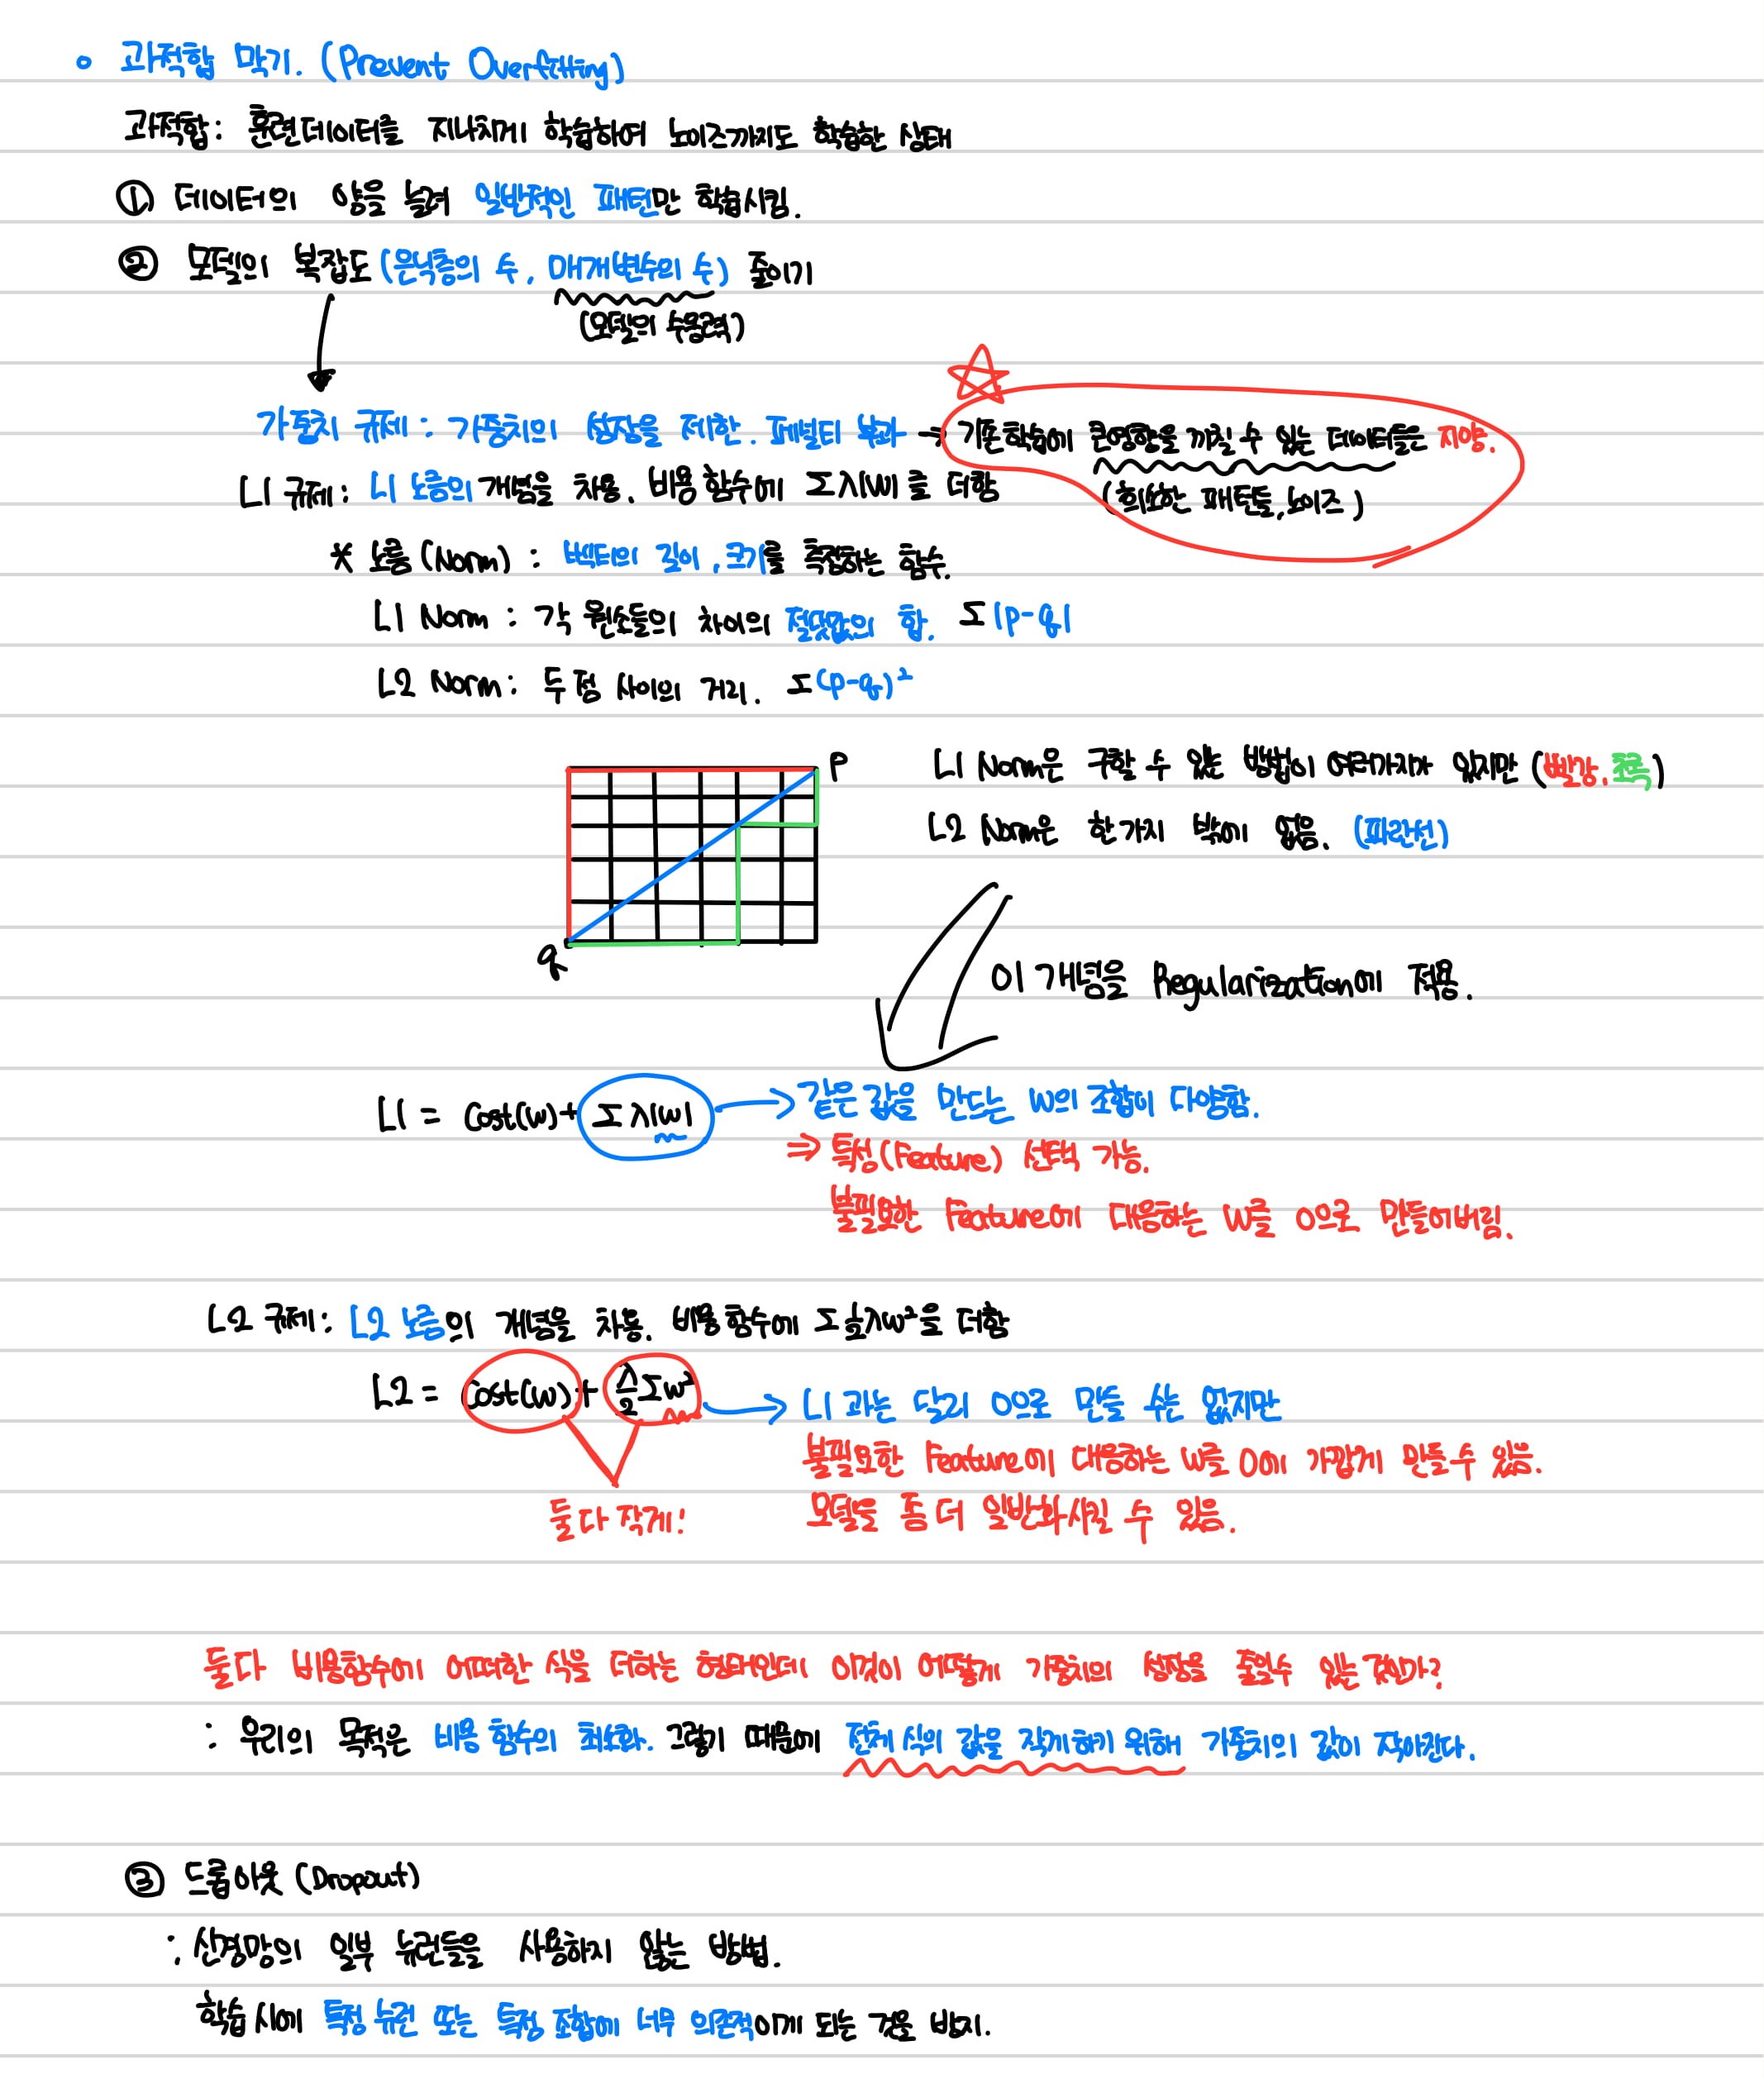 ○ 과적합 막기. (Prevent Overfitting)
과적합 : 훈련데이터를 지나치게 학습하여 노이즈까지도 학습한 상태
① 데이터의 양을 늘려 일반적인 패턴만 학습시킴.
② 모델의 복잡도 (은닉층의 수, 매개변수의 수) 줄이기
(모델의 수용력)
가중치 규제 : 가중치의 성장을 제한. 페널티 부과 → 기존학습에 큰영향을 끼칠 수 있는 데이터들은 지양.
(희소한 패턴들, 노이즈)
L1 규제 : L1 노름의 개념을 차용. 비용 함수에 Σλ|w| 를 더함
* 노름 (Norm) : 벡터의 길이, 크기를 측정하는 함수.
L1 Norm : 각 원소들의 차이의 절댓값의 합. Σ|p-q|
L2 Norm : 두 점 사이의 거리. Σ(p-q)²
p
L1 Norm은 구할 수 있는 방법이 여러가지가 있지만 (빨강, 초록)
L2 Norm은 한가지 밖에 없음. (파란선)
q
이 개념을 Regularization에 적용.
L1 = Cost(w) + Σλ|w| → 같은 값을 만드는 w의 조합이 다양함.
⇒ 특성(Feature) 선택 가능.
불필요한 Feature에 대응하는 w를 0으로 만들어버림.
L2 규제 : L2 노름의 개념을 차용. 비용 함수에 Σ½λw²을 더함
L2 = Cost(w) + λ/2 Σw² → L1 과는 달리 0으로 만들 수는 없지만
불필요한 Feature에 대응하는 w를 0에 가깝게 만들수 있음.
둘다 작게! 모델을 좀 더 일반화시킬 수 있음.
둘다 비용함수에 어떠한 식을 더하는 형태인데 이것이 어떻게 가중치의 성장을 줄일수 있는 것인가?
: 우리의 목적은 비용 함수의 최소화. 그렇기 때문에 전체 식의 값을 작게하기 위해 가중치의 값이 작아진다.
③ 드롭아웃 (Dropout)
: 신경망의 일부 뉴런들을 사용하지 않는 방법.
학습 시에 특정 뉴런 또는 특정 조합에 너무 의존적이게 되는 것을 방지.